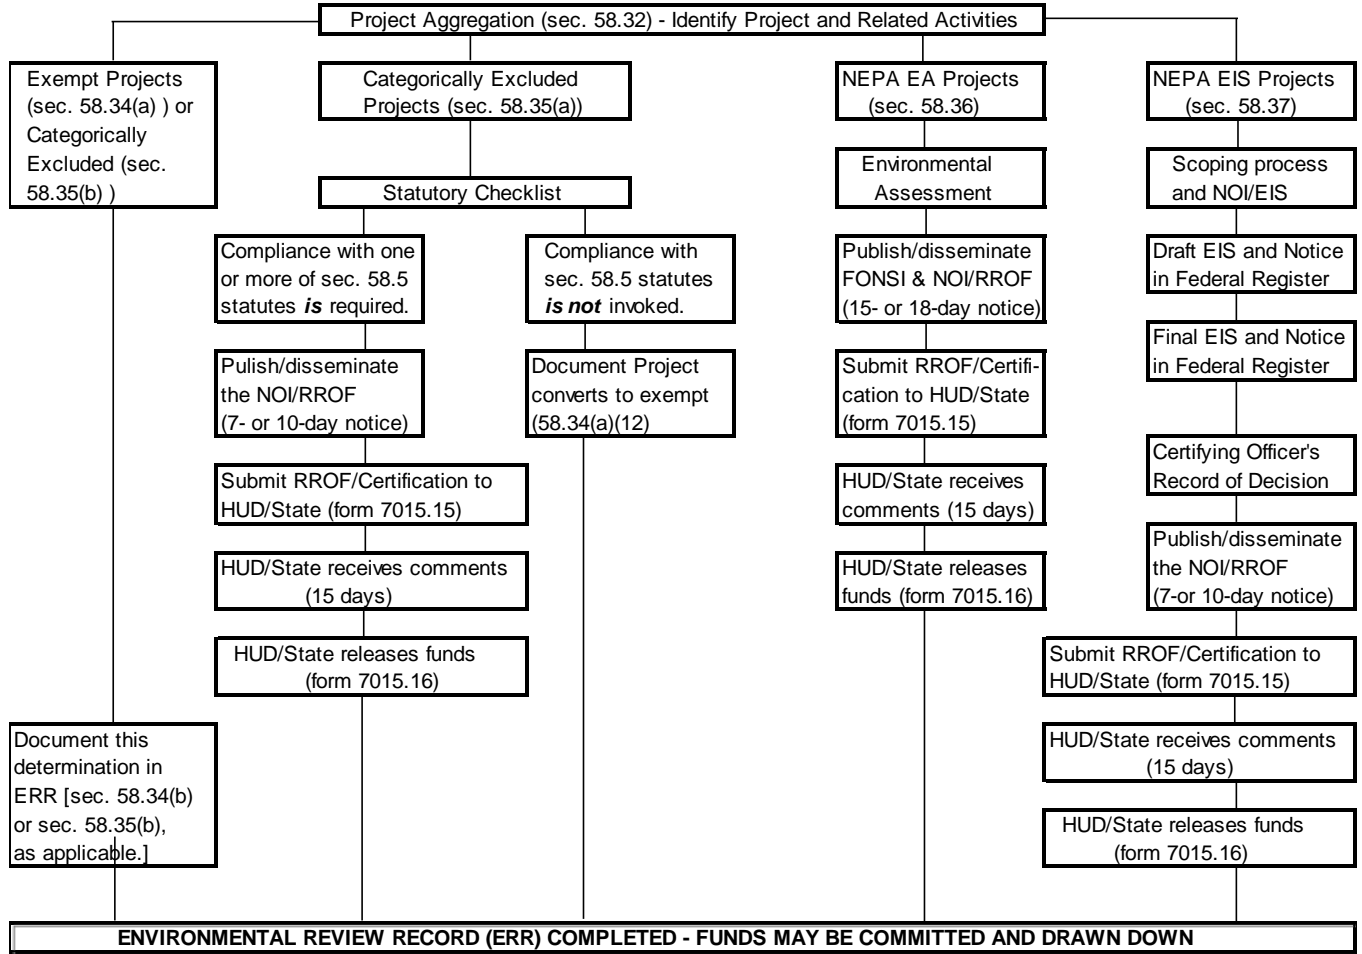 Project Aggregation (sec. 58.32) - Identify Project and Related Activities
Exempt Projects
(sec. 58.34(a) ) or
Categorically
Excluded (sec.
58.35(b) )
Categorically Excluded
Projects (sec. 58.35(a))
NEPA EA Projects
(sec. 58.36)
NEPA EIS Projects
(sec. 58.37)
Statutory Checklist
Environmental
Assessment
Scoping process
and NOI/EIS
Compliance with one
or more of sec. 58.5
statutes is required.
Compliance with
sec. 58.5 statutes
is not invoked.
Publish/disseminate
FONSI & NOI/RROF
(15- or 18-day notice)
Draft EIS and Notice
in Federal Register
Final EIS and Notice
in Federal Register
Pulish/disseminate
the NOI/RROF
(7- or 10-day notice)
Document Project
converts to exempt
(58.34(a)(12)
Submit RROF/Certifi-
cation to HUD/State
(form 7015.15)
Certifying Officer's
Record of Decision
Submit RROF/Certification to
HUD/State (form 7015.15)
HUD/State receives
comments (15 days)
Publish/disseminate
the NOI/RROF
(7-or 10-day notice)
HUD/State receives comments
(15 days)
HUD/State releases
funds (form 7015.16)
HUD/State releases funds
(form 7015.16)
Submit RROF/Certification to
HUD/State (form 7015.15)
Document this
determination in
ERR [sec. 58.34(b)
or sec. 58.35(b),
as applicable.]
HUD/State receives comments
(15 days)
HUD/State releases funds
(form 7015.16)
ENVIRONMENTAL REVIEW RECORD (ERR) COMPLETED - FUNDS MAY BE COMMITTED AND DRAWN DOWN